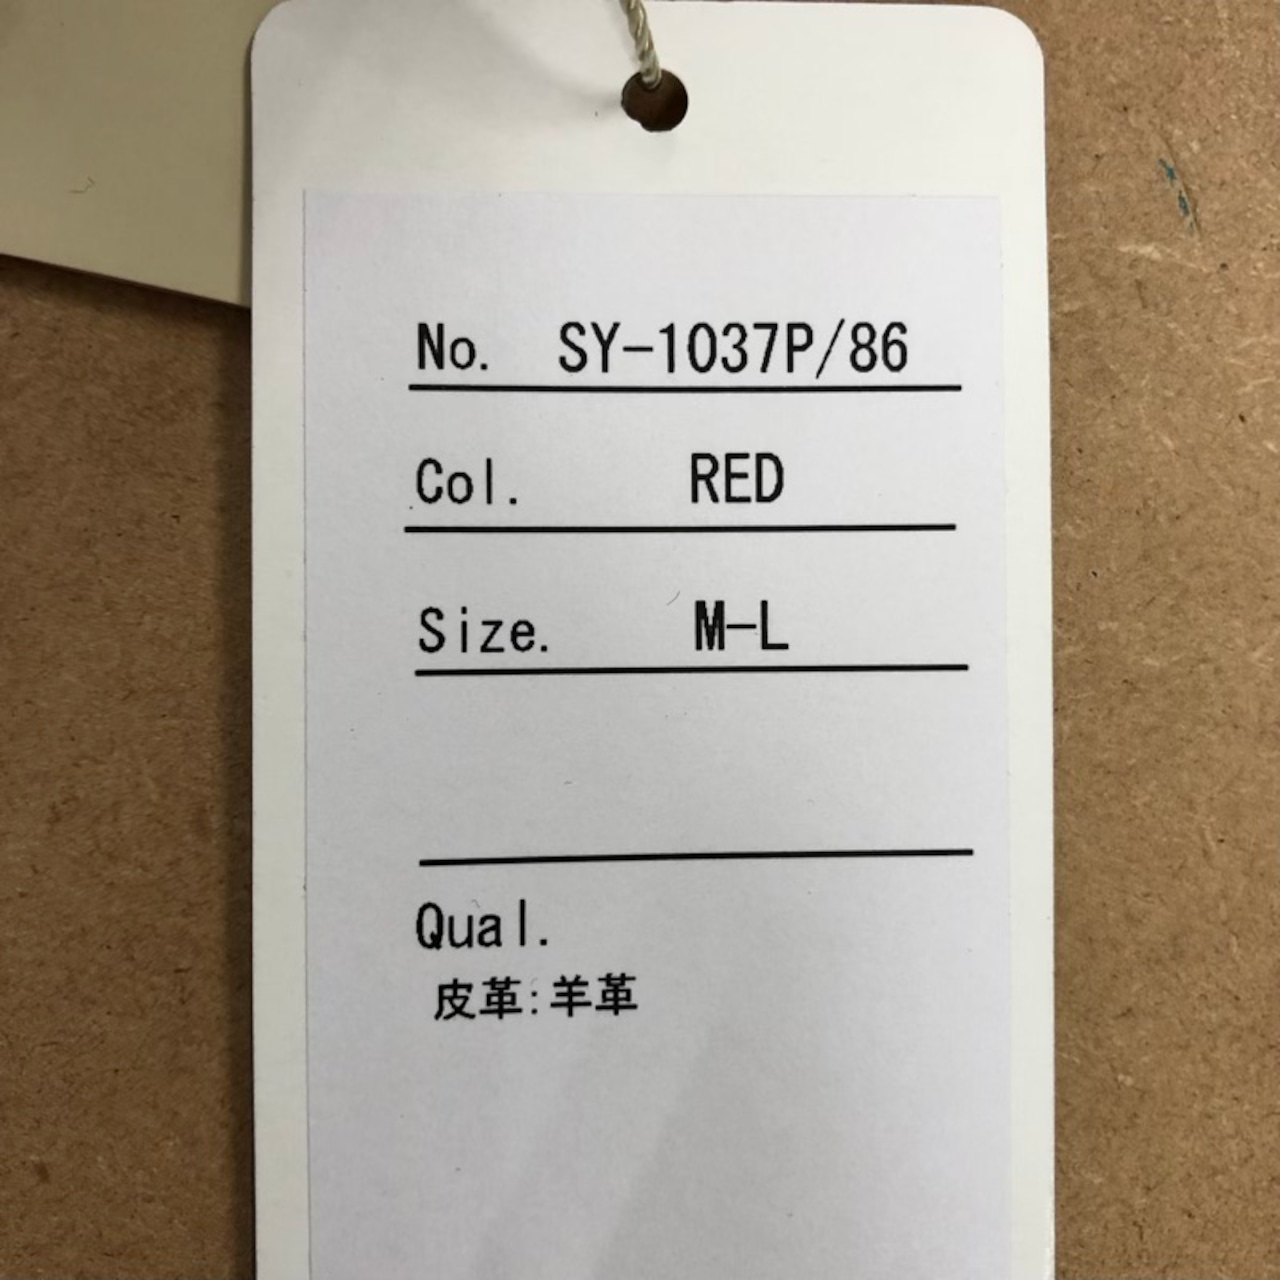 No. SY-1037P/86
Col. RED
Size. M-L
Qual.
皮革:羊革